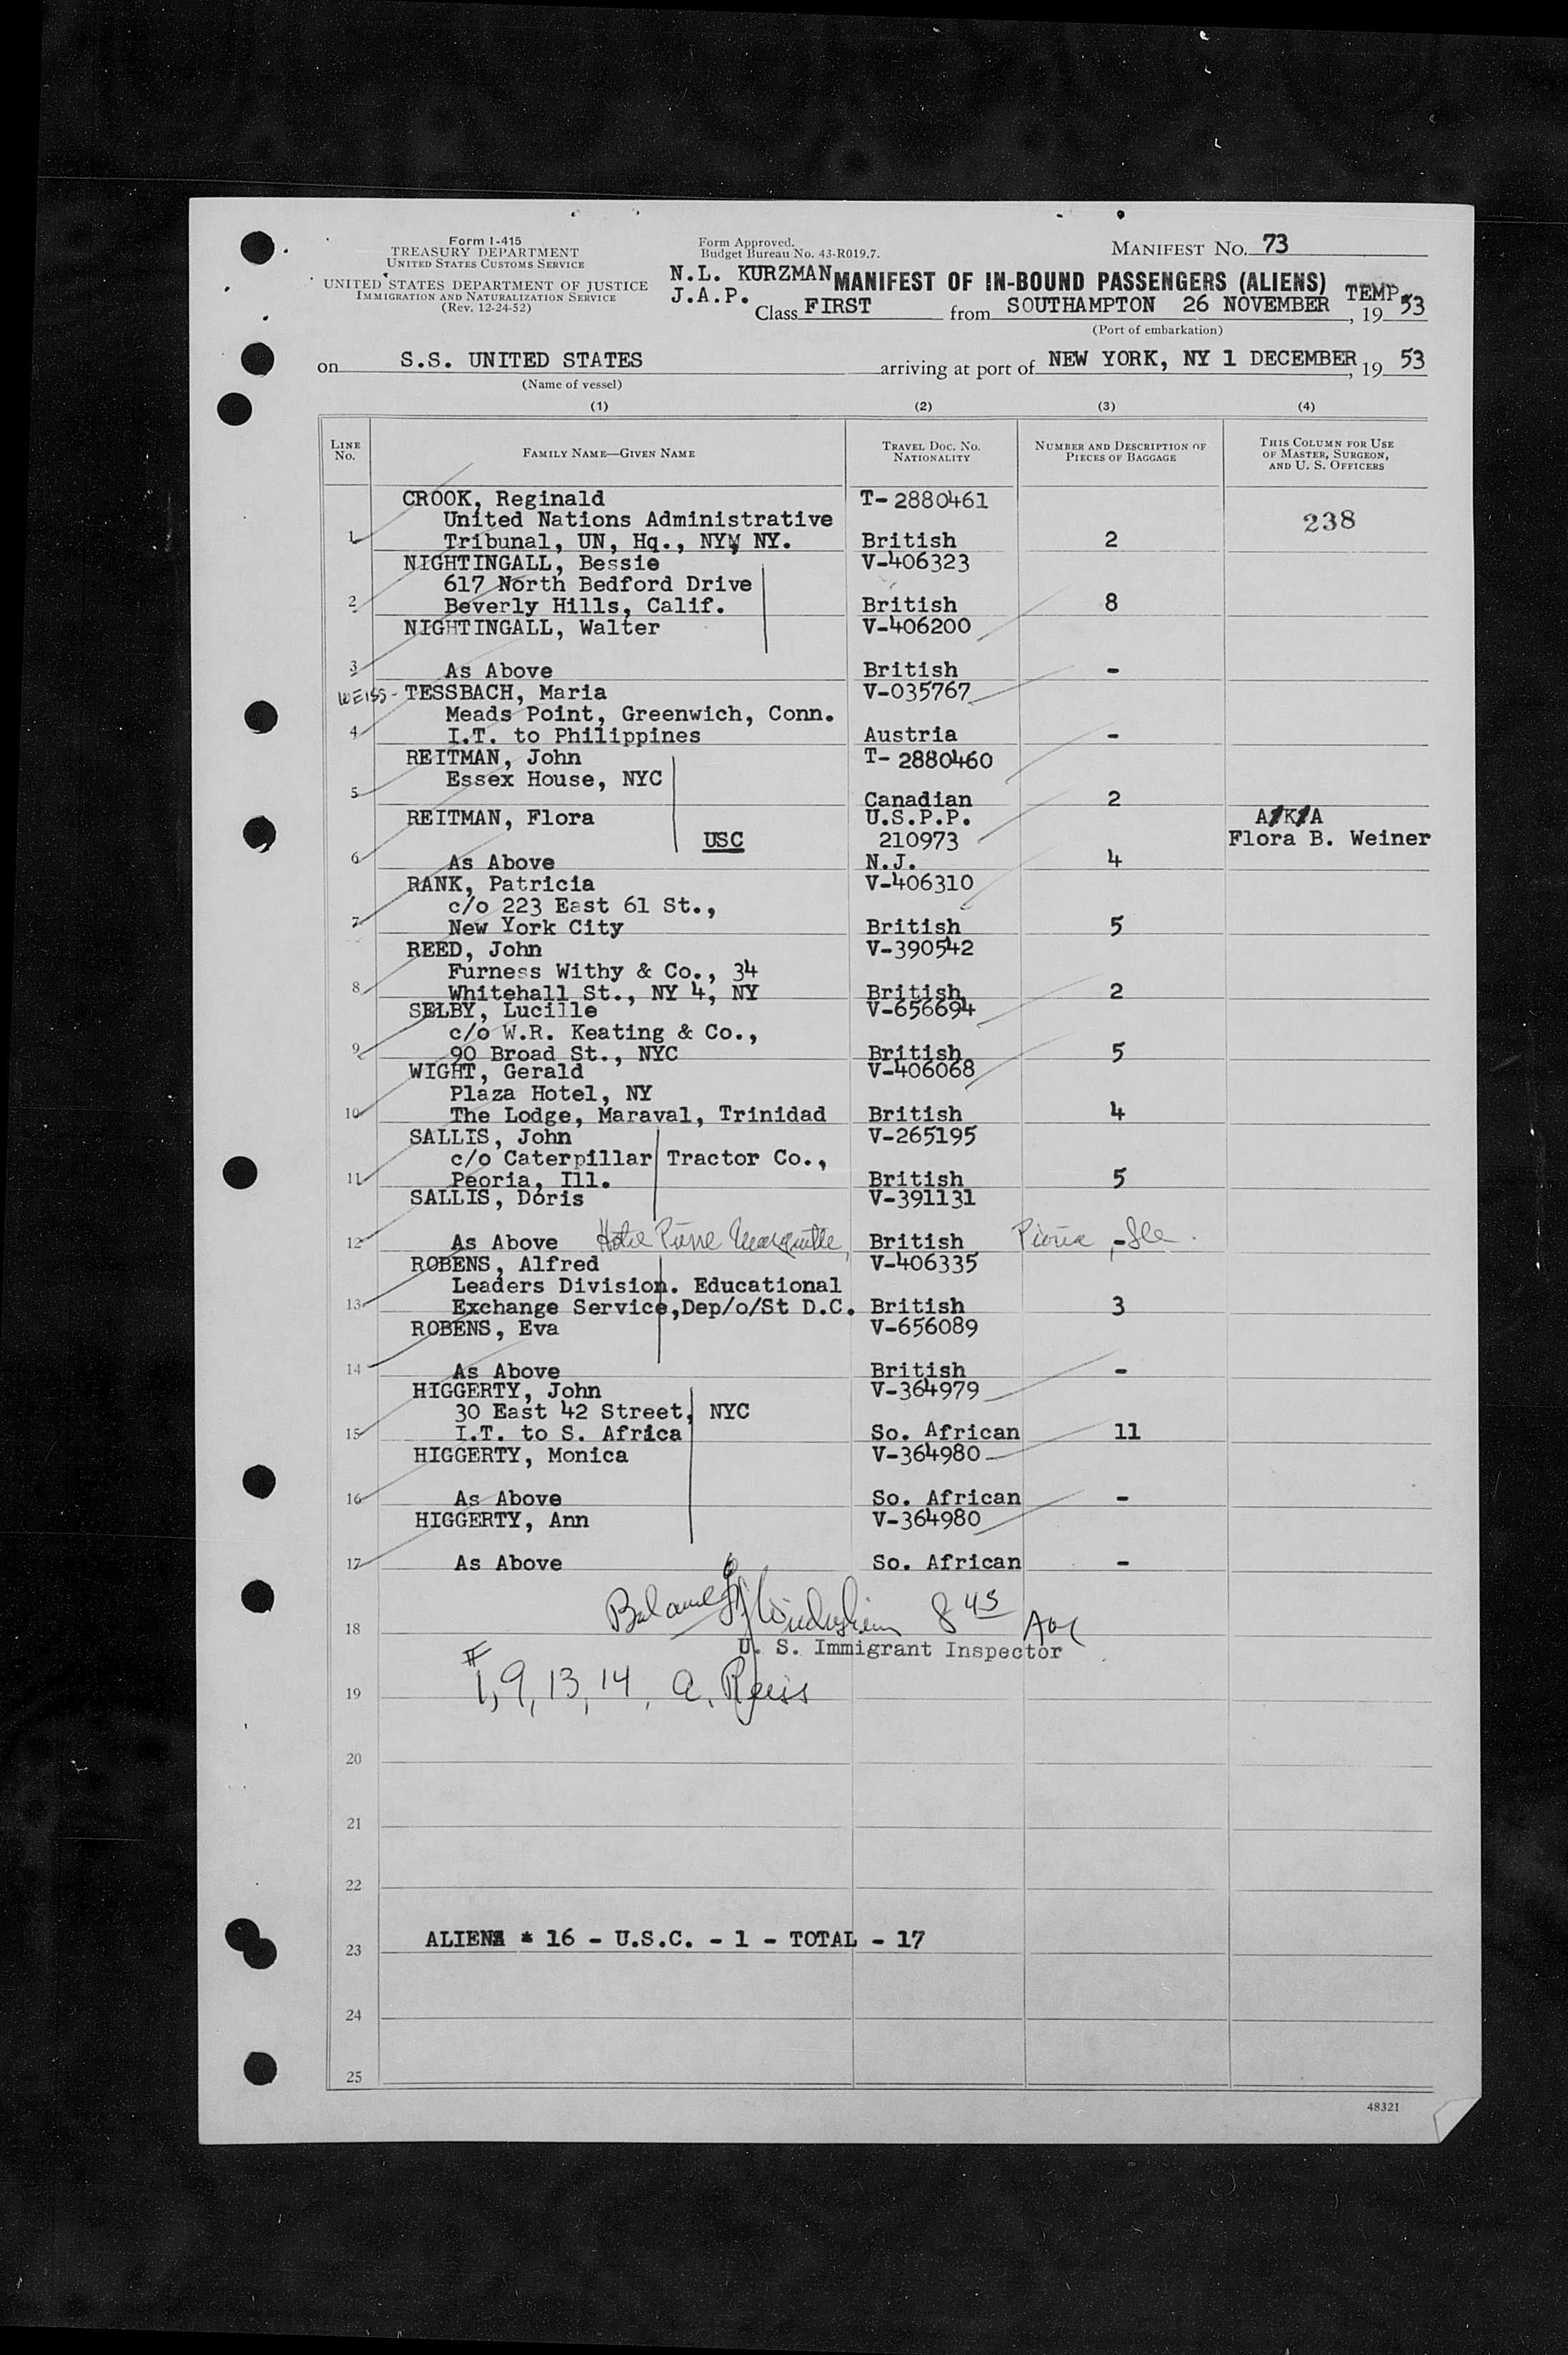 Form I-415
TREASURY DEPARTMENT
UNITED STATES CUSTOMS SERVICE
UNITED STATES DEPARTMENT OF JUSTICE
IMMIGRATION AND NATURALIZATION SERVICE
(Rev. 12-24-52)
Form Approved.
Budget Bureau No. 43-R019.7.
MANIFEST NO. 73
N.L. KURZMAN MANIFEST OF IN-BOUND PASSENGERS (ALIENS) TEMP.
J.A.P. Class FIRST from SOUTHAMPTON 26 NOVEMBER, 19 53
(Port of embarkation)
on S.S. UNITED STATES arriving at port of NEW YORK, NY 1 DECEMBER, 19 53
(Name of vessel)
(1) (2) (3) (4)
LINE NO. FAMILY NAME—GIVEN NAME TRAVEL DOC. NO. NATIONALITY NUMBER AND DESCRIPTION OF PIECES OF BAGGAGE THIS COLUMN FOR USE OF MASTER, SURGEON, AND U. S. OFFICERS
CROOK, Reginald T-2880461
United Nations Administrative 238
1 Tribunal, UN, Hq., NY, NY. British 2
NIGHTINGALL, Bessie V-406323
617 North Bedford Drive
2 Beverly Hills, Calif. British 8
NIGHTINGALL, Walter V-406200
3 As Above British -
WEISS- TESSBACH, Maria V-035767
Meads Point, Greenwich, Conn.
4 I.T. to Philippines Austria -
REITMAN, John T-2880460
Essex House, NYC
5 Canadian 2
REITMAN, Flora U.S.P.P. A/K/A
USC 210973 Flora B. Weiner
6 As Above N.J. 4
RANK, Patricia V-406310
c/o 223 East 61 St.,
7 New York City British 5
REED, John V-390542
Furness Withy & Co., 34
8 Whitehall St., NY 4, NY British 2
SELBY, Lucille V-656694
c/o W.R. Keating & Co.,
9 90 Broad St., NYC British 5
WIGHT, Gerald V-406068
Plaza Hotel, NY
10 The Lodge, Maraval, Trinidad British 4
SALLIS, John V-265195
c/o Caterpillar Tractor Co.,
11 Peoria, Ill. British 5
SALLIS, Doris V-391131
12 As Above Hotel Pierre Marquette, British Peoria, - Ill.
ROBENS, Alfred V-406335
Leaders Division. Educational
13 Exchange Service,Dep/o/St D.C. British 3
ROBENS, Eva V-656089
14 As Above British -
HIGGERTY, John V-364979
30 East 42 Street, NYC
15 I.T. to S. Africa So. African 11
HIGGERTY, Monica V-364980
16 As Above So. African -
HIGGERTY, Ann V-364980
17 As Above So. African -
Balance 8 45
18
U. S. Immigrant Inspector
19 # 1, 9, 13, 14, A. Reiss
20
21
22
23 ALIENS * 16 - U.S.C. - 1 - TOTAL - 17
24
25
48321